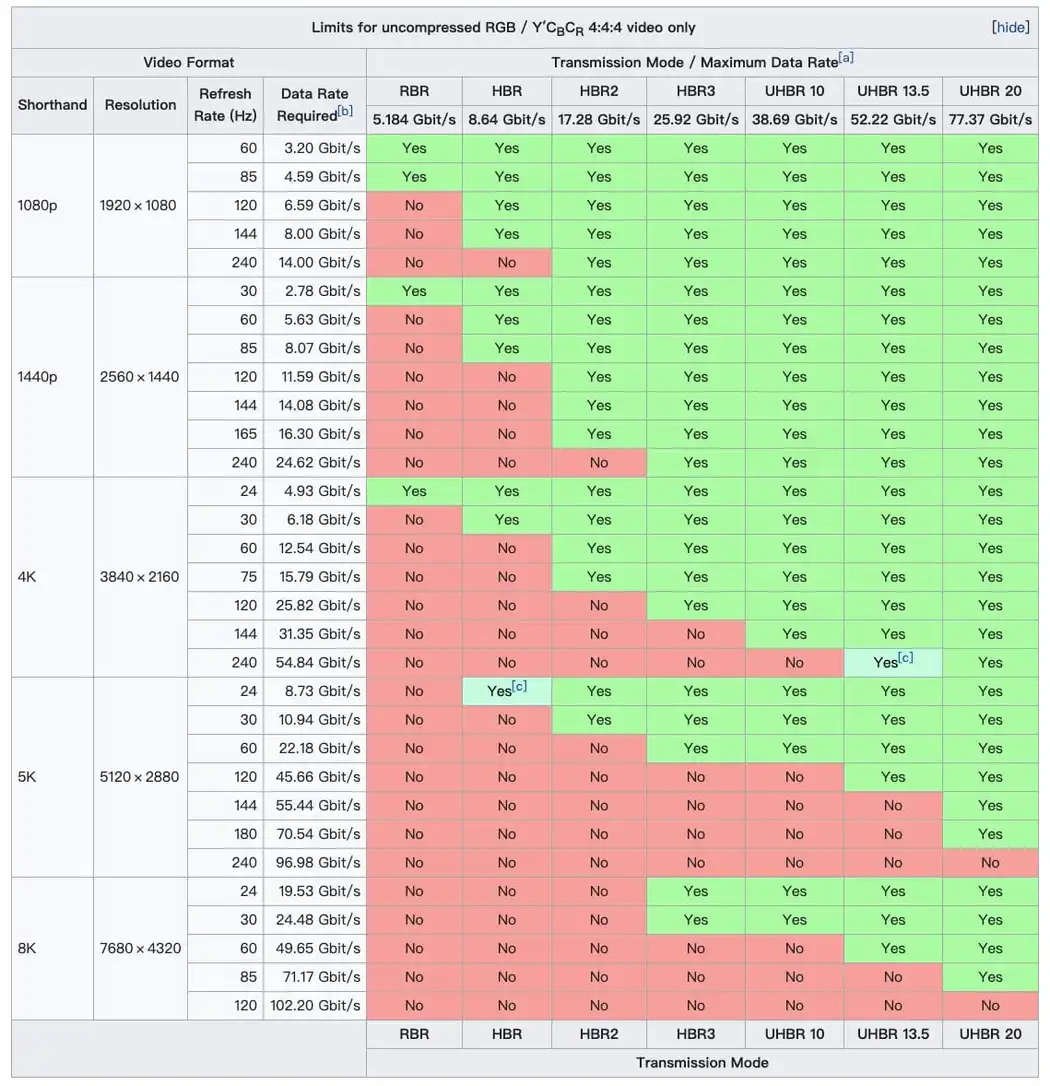 Limits for uncompressed RGB / Y′CBCR 4:4:4 video only [hide]
Video Format Transmission Mode / Maximum Data Rate[a]
Shorthand Resolution Refresh Rate (Hz) Data Rate Required[b] RBR HBR HBR2 HBR3 UHBR 10 UHBR 13.5 UHBR 20
5.184 Gbit/s 8.64 Gbit/s 17.28 Gbit/s 25.92 Gbit/s 38.69 Gbit/s 52.22 Gbit/s 77.37 Gbit/s
1080p 1920 × 1080 60 3.20 Gbit/s Yes Yes Yes Yes Yes Yes Yes
85 4.59 Gbit/s Yes Yes Yes Yes Yes Yes Yes
120 6.59 Gbit/s No Yes Yes Yes Yes Yes Yes
144 8.00 Gbit/s No Yes Yes Yes Yes Yes Yes
240 14.00 Gbit/s No No Yes Yes Yes Yes Yes
1440p 2560 × 1440 30 2.78 Gbit/s Yes Yes Yes Yes Yes Yes Yes
60 5.63 Gbit/s No Yes Yes Yes Yes Yes Yes
85 8.07 Gbit/s No Yes Yes Yes Yes Yes Yes
120 11.59 Gbit/s No No Yes Yes Yes Yes Yes
144 14.08 Gbit/s No No Yes Yes Yes Yes Yes
165 16.30 Gbit/s No No Yes Yes Yes Yes Yes
240 24.62 Gbit/s No No No Yes Yes Yes Yes
4K 3840 × 2160 24 4.93 Gbit/s Yes Yes Yes Yes Yes Yes Yes
30 6.18 Gbit/s No Yes Yes Yes Yes Yes Yes
60 12.54 Gbit/s No No Yes Yes Yes Yes Yes
75 15.79 Gbit/s No No Yes Yes Yes Yes Yes
120 25.82 Gbit/s No No No Yes Yes Yes Yes
144 31.35 Gbit/s No No No No Yes Yes Yes
240 54.84 Gbit/s No No No No No Yes[c] Yes
5K 5120 × 2880 24 8.73 Gbit/s No Yes[c] Yes Yes Yes Yes Yes
30 10.94 Gbit/s No No Yes Yes Yes Yes Yes
60 22.18 Gbit/s No No No Yes Yes Yes Yes
120 45.66 Gbit/s No No No No No Yes Yes
144 55.44 Gbit/s No No No No No No Yes
180 70.54 Gbit/s No No No No No No Yes
240 96.98 Gbit/s No No No No No No No
8K 7680 × 4320 24 19.53 Gbit/s No No No Yes Yes Yes Yes
30 24.48 Gbit/s No No No Yes Yes Yes Yes
60 49.65 Gbit/s No No No No No Yes Yes
85 71.17 Gbit/s No No No No No No Yes
120 102.20 Gbit/s No No No No No No No
RBR HBR HBR2 HBR3 UHBR 10 UHBR 13.5 UHBR 20
Transmission Mode